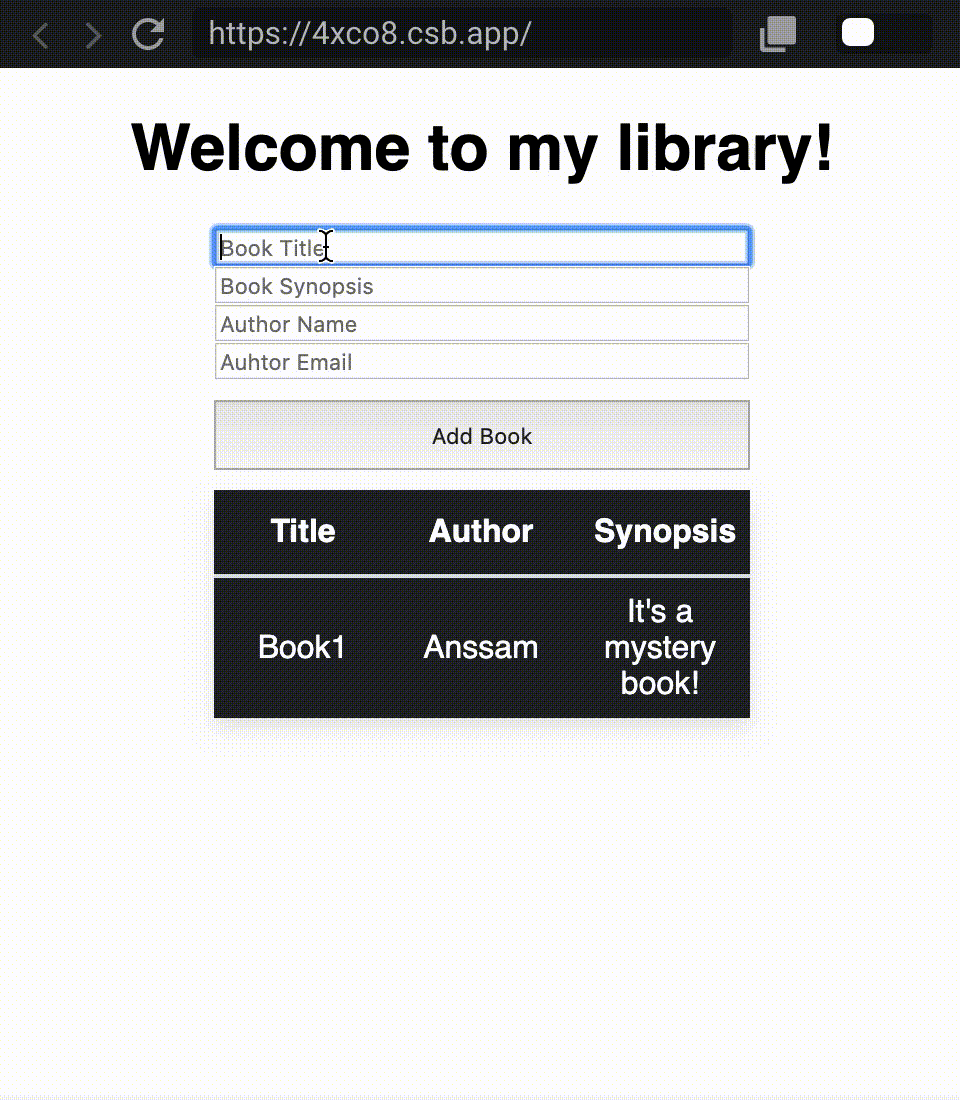 https://4xco8.csb.app/
Welcome to my library!
Book Title
Book Synopsis
Author Name
Auhtor Email
Add Book
Title Author Synopsis
Book1 Anssam It's a
mystery
book!